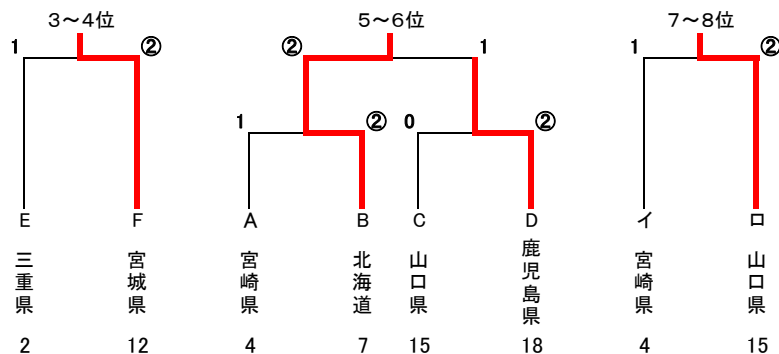 3～4位 5～6位 7～8位
1 ② ② 1 1 ②
1 ② 0 ②
E F A B C D イ ロ
三重県 宮城県 宮崎県 北海道 山口県 鹿児島県 宮崎県 山口県
2 12 4 7 15 18 4 15